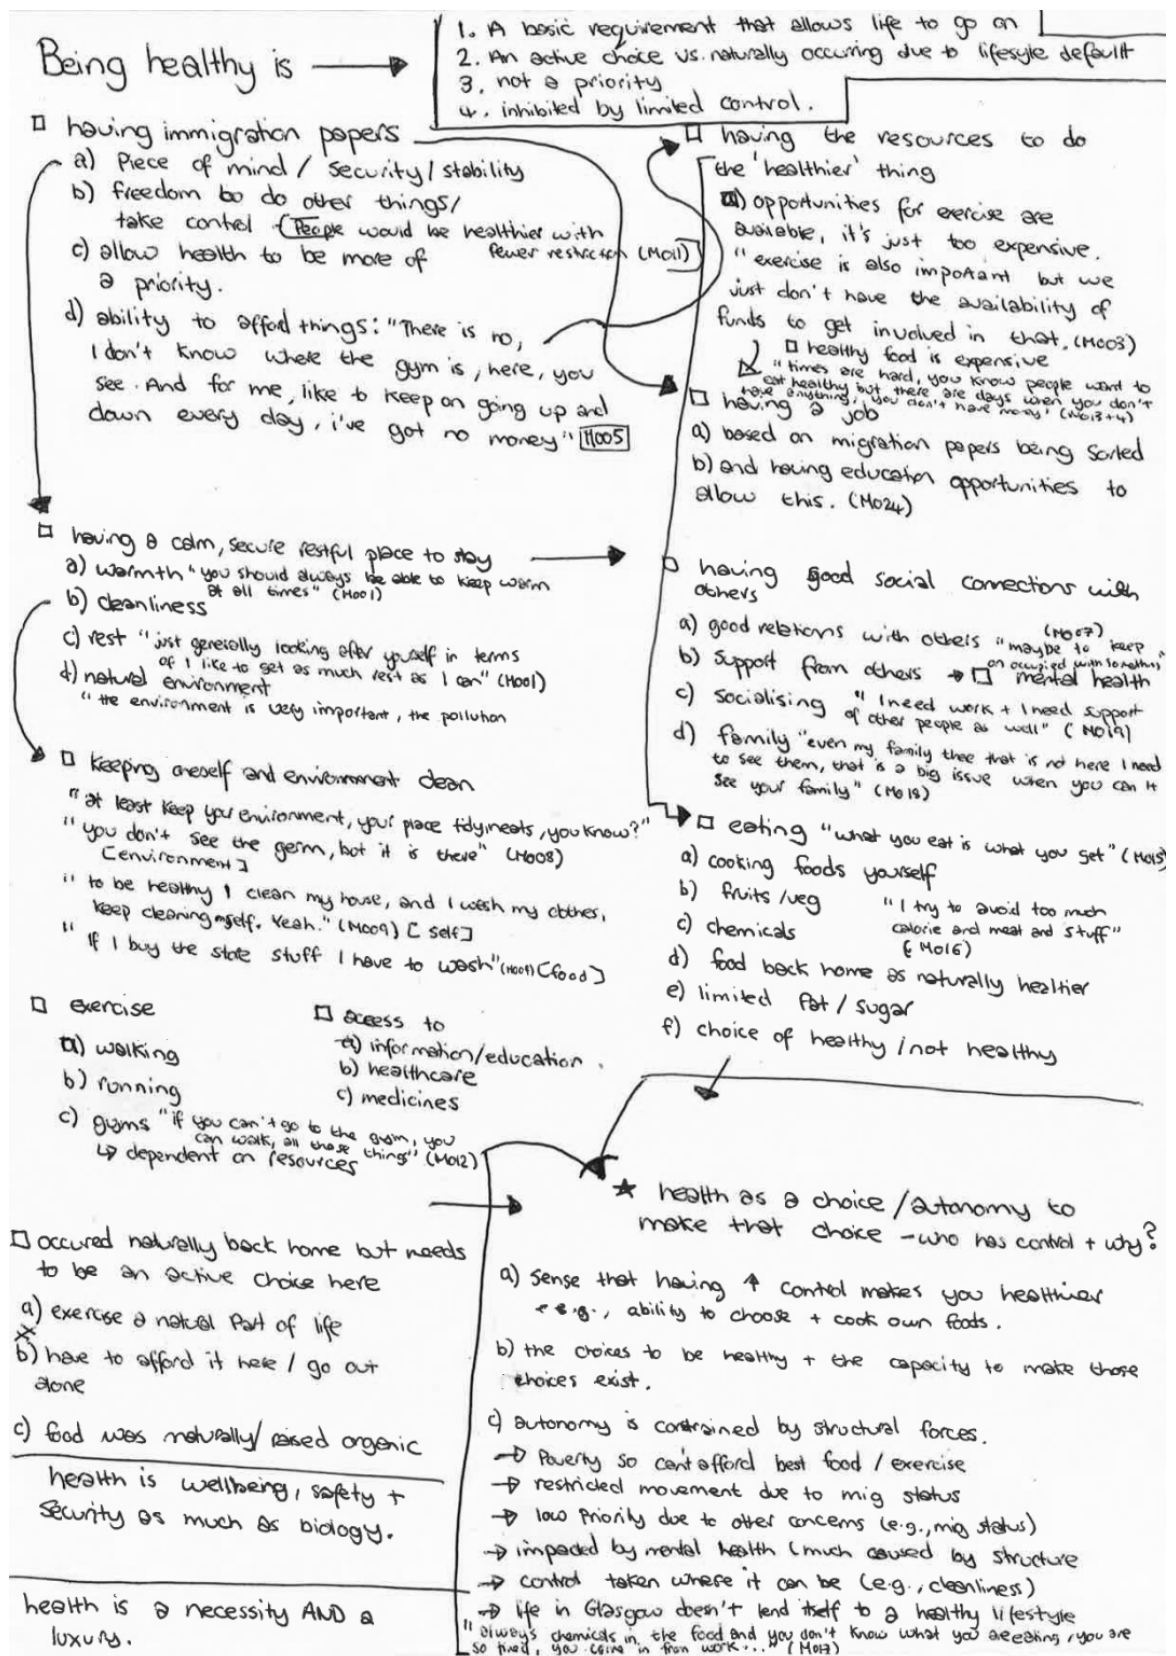 Being healthy is
1. A basic requirement that allows life to go on
2. An active choice vs. naturally occurring due to lifesyle default
3. not a priority
4. inhibited by limited control.
having immigration papers
a) Piece of mind / security / stability
b) freedom to do other things/
take control (People would be healthier with
fewer restriction (M011)
c) allow health to be more of
a priority.
d) ability to afford things: "There is no,
I don't know where the gym is, here, you
see. And for me, like to keep on going up and
down every day, i've got no money" M005
having a calm, secure restful place to stay
a) warmth "you should always be able to keep warm
at all times" (M001)
b) cleanliness
c) rest "just generally looking after yourself in terms
of I like to get as much rest as I can" (M001)
d) natural environment
"the environment is very important, the pollution
Keeping oneself and environment clean
"at least keep your environment, your place tidyneats, you know?"
"you don't see the germ, but it is there" (M008)
[environment]
"to be healthy I clean my house, and I wash my clothes,
keep cleaning myself. Yeah." (M009) [self]
"If I buy the state stuff I have to wash" (M009) [food]
exercise
a) walking
b) running
c) gyms "if you can't go to the gym, you
can walk, all those things" (M012)
↳ dependent on resources
access to
a) information/education.
b) healthcare
c) medicines
occured naturally back home but needs
to be an active choice here
a) exercise a natural part of life
b) have to afford it here / go out
alone
c) food was naturally/raised organic
health is wellbeing, safety +
security as much as biology.
health is a necessity AND a
luxury.
having the resources to do
the 'healthier' thing
a) opportunities for exercise are
available, it's just too expensive.
"exercise is also important but we
just don't have the availability of
funds to get involved in that. (M003)
healthy food is expensive
"times are hard, you know people want to
eat healthy but there are days when you don't
have anything, you don't have money" (M013+4)
having a job
a) based on migration papers being sorted
b) and having education opportunities to
allow this. (M024)
having good social connections with
others
a) good relations with others "maybe to keep
(M007)
on occupied with something"
b) support from others → mental health
c) socialising "I need work + I need support
of other people as well" (M019)
d) family "even my family thee that is not here I need
to see them, that is a big issue when you can't
see your family" (M018)
eating "what you eat is what you get" (M015)
a) cooking foods yourself
b) fruits/veg
c) chemicals
"I try to avoid too much
calorie and meat and stuff"
(M016)
d) food back home as naturally healtier
e) limited fat / sugar
f) choice of healthy / not healthy
★ health as a choice / autonomy to
make that choice - who has control + why?
a) Sense that having ↑ control makes you healthier
e.g., ability to choose + cook own foods.
b) the choices to be healthy + the capacity to make those
choices exist.
c) autonomy is constrained by structural forces.
→ Poverty so cant afford best food / exercise
→ restricted movement due to mig status
→ low priority due to other concerns (e.g., mig status)
→ impacted by mental health (much caused by structure
→ control taken where it can be (e.g., cleanliness)
→ life in Glasgow doesn't lend itself to a healthy lifestyle
"always chemicals in the food and you don't know what you are eating, you are
so tired, you come in from work..." (M017)